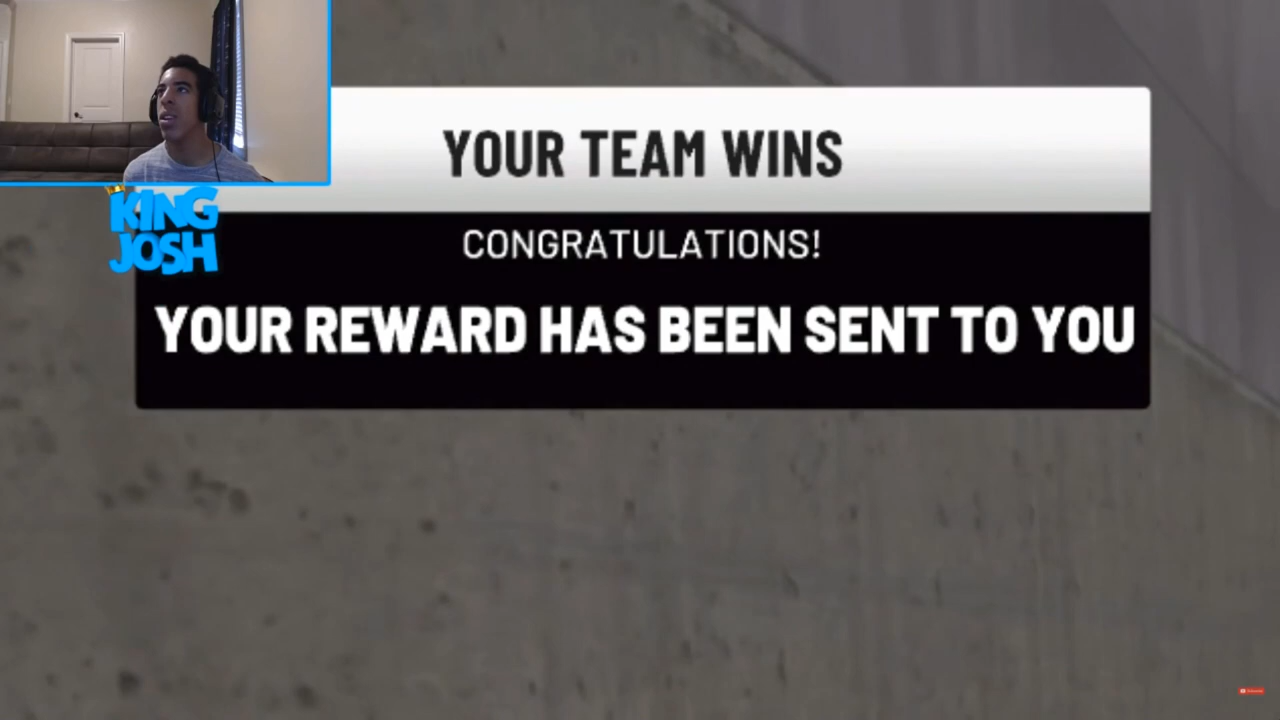 YOUR TEAM WINS
KING
JOSH
CONGRATULATIONS!
YOUR REWARD HAS BEEN SENT TO YOU